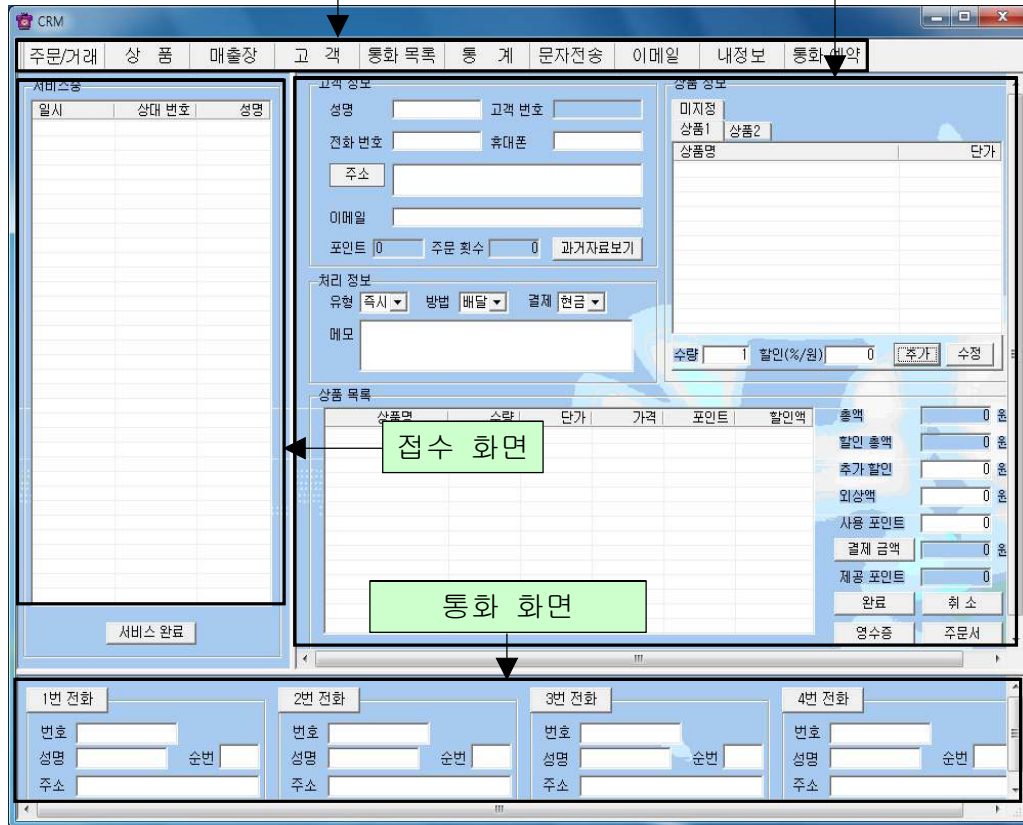 CRM
주문/거래 상 품 매출장 고 객 통화 목록 통 계 문자전송 이메일 내정보 통화 예약
서비스중
일시 상대 번호 성명
서비스 완료
고객 정보
성명 고객 번호
전화 번호 휴대폰
주소
이메일
포인트 0 주문 횟수 0 과거자료보기
처리 정보
유형 즉시 방법 배달 결제 현금
메모
상품 정보
미지정
상품1 상품2
상품명 단가
수량 1 할인(%/원) 0 추가 수정
상품 목록
상품명 수량 단가 가격 포인트 할인액
총액 0 원
할인 총액 0 원
추가 할인 0 원
외상액 0 원
사용 포인트 0
결제 금액 0 원
제공 포인트 0
완료 취 소
영수증 주문서
접수 화면
통화 화면
1번 전화 2번 전화 3번 전화 4번 전화
번호 번호 번호 번호
성명 순번 성명 순번 성명 순번 성명 순번
주소 주소 주소 주소